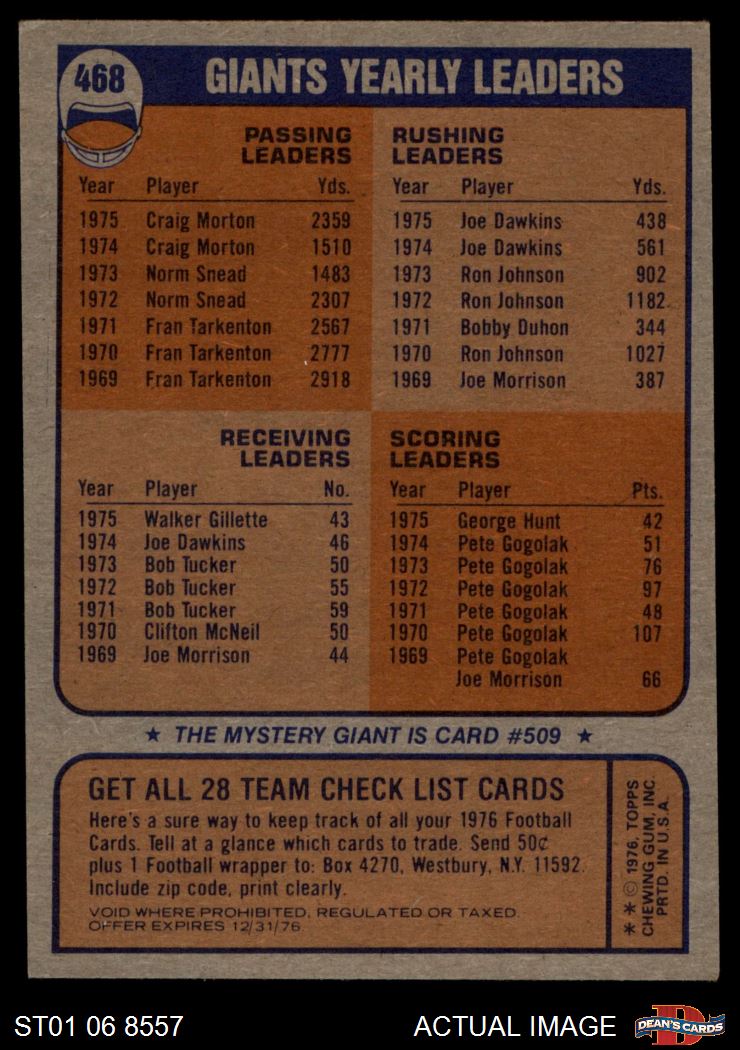 468
GIANTS YEARLY LEADERS
PASSING LEADERS
Year Player Yds.
1975 Craig Morton 2359
1974 Craig Morton 1510
1973 Norm Snead 1483
1972 Norm Snead 2307
1971 Fran Tarkenton 2567
1970 Fran Tarkenton 2777
1969 Fran Tarkenton 2918
RUSHING LEADERS
Year Player Yds.
1975 Joe Dawkins 438
1974 Joe Dawkins 561
1973 Ron Johnson 902
1972 Ron Johnson 1182
1971 Bobby Duhon 344
1970 Ron Johnson 1027
1969 Joe Morrison 387
RECEIVING LEADERS
Year Player No.
1975 Walker Gillette 43
1974 Joe Dawkins 46
1973 Bob Tucker 50
1972 Bob Tucker 55
1971 Bob Tucker 59
1970 Clifton McNeil 50
1969 Joe Morrison 44
SCORING LEADERS
Year Player Pts.
1975 George Hunt 42
1974 Pete Gogolak 51
1973 Pete Gogolak 76
1972 Pete Gogolak 97
1971 Pete Gogolak 48
1970 Pete Gogolak 107
1969 Pete Gogolak
Joe Morrison 66
★ THE MYSTERY GIANT IS CARD #509 ★
GET ALL 28 TEAM CHECK LIST CARDS
Here's a sure way to keep track of all your 1976 Football
Cards. Tell at a glance which cards to trade. Send 50¢
plus 1 Football wrapper to: Box 4270, Westbury, N.Y. 11592.
Include zip code, print clearly.
VOID WHERE PROHIBITED, REGULATED OR TAXED.
OFFER EXPIRES 12/31/76
** © 1976, TOPPS
CHEWING GUM, INC.
PRTD. IN U.S.A.
ST01 06 8557
ACTUAL IMAGE
D
DEAN'S CARDS